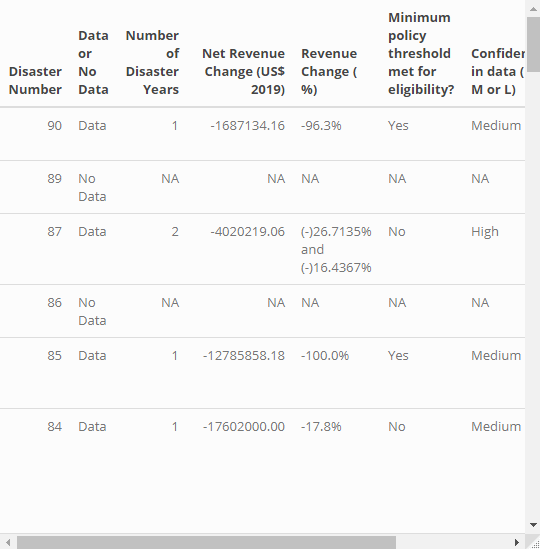 Disaster Number | Data or No Data | Number of Disaster Years | Net Revenue Change (US$ 2019) | Revenue Change ( %) | Minimum policy threshold met for eligibility? | Confiden in data ( M or L)
90 | Data | 1 | -1687134.16 | -96.3% | Yes | Medium
89 | No Data | NA | NA | NA | NA | NA
87 | Data | 2 | -4020219.06 | (-)26.7135% and (-)16.4367% | No | High
86 | No Data | NA | NA | NA | NA | NA
85 | Data | 1 | -12785858.18 | -100.0% | Yes | Medium
84 | Data | 1 | -17602000.00 | -17.8% | No | Medium